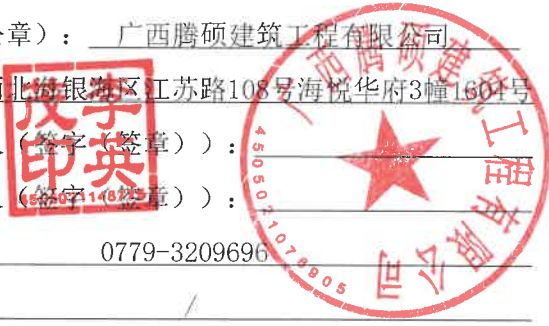 章）： 广西腾硕建筑工程有限公司
北海银海区江苏路108号海悦华府3幢1604号
（签字（签章））：
（签字（签章））：
0779-3209696
/
李英
印
广西腾硕建筑工程有限公司
4505021078905